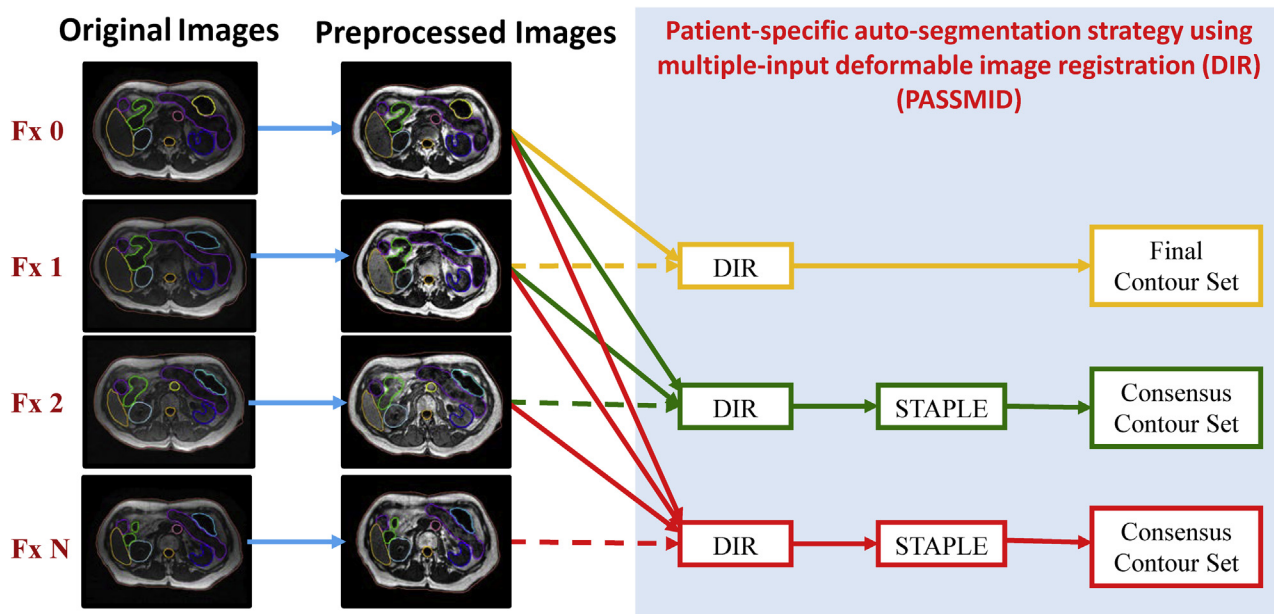 Original Images
Preprocessed Images
Patient-specific auto-segmentation strategy using
multiple-input deformable image registration (DIR)
(PASSMID)
Fx 0
Fx 1
DIR
Final
Contour Set
Fx 2
DIR
STAPLE
Consensus
Contour Set
Fx N
DIR
STAPLE
Consensus
Contour Set